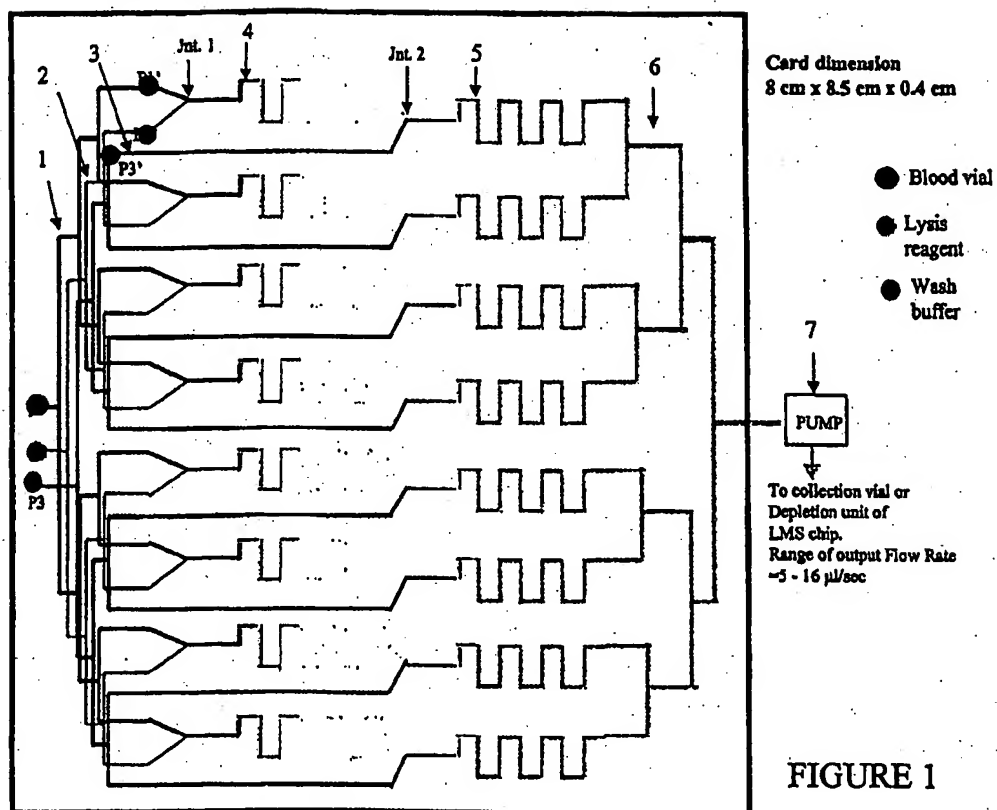 Jnt. 1
4
3
2
Jnt. 2
5
6
1
P3'
P3
Card dimension
8 cm x 8.5 cm x 0.4 cm
Blood vial
Lysis
reagent
Wash
buffer
7
PUMP
To collection vial or
Depletion unit of
LMS chip.
Range of output Flow Rate
~5 - 16 µl/sec
FIGURE 1